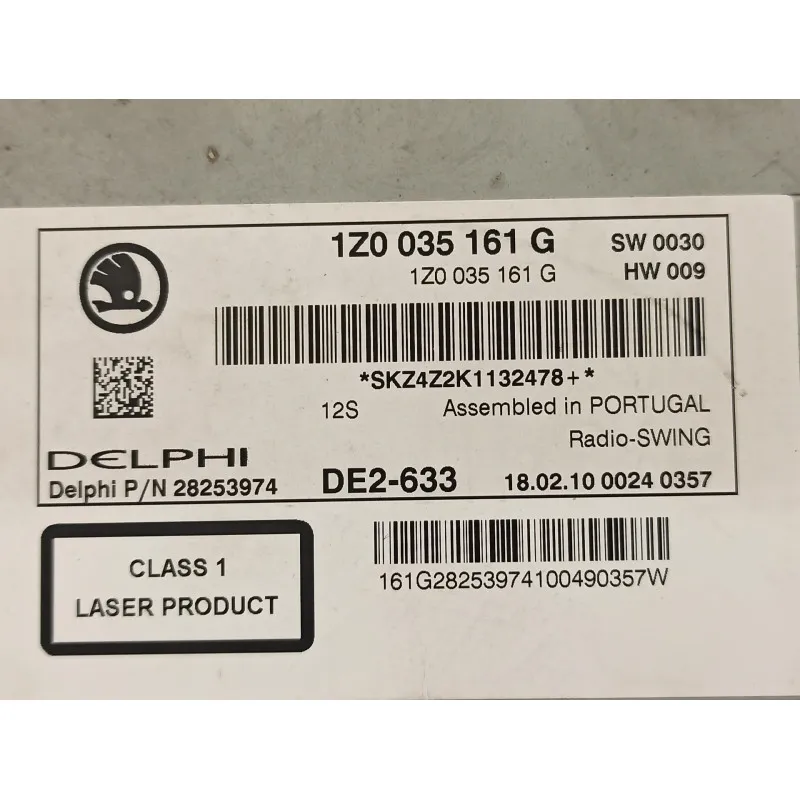 1Z0 035 161 G SW 0030
1Z0 035 161 G HW 009
*SKZ4Z2K1132478+*
12S Assembled in PORTUGAL
Radio-SWING
DELPHI
Delphi P/N 28253974 DE2-633 18.02.10 0024 0357
CLASS 1
LASER PRODUCT
161G28253974100490357W